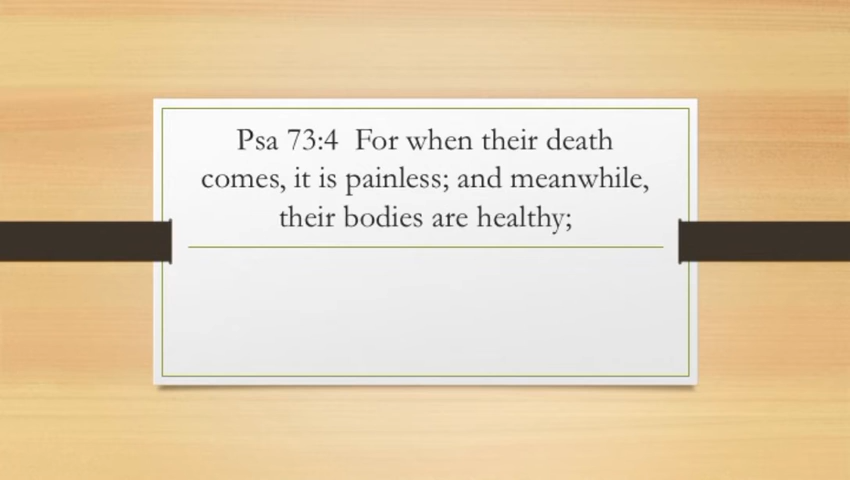 Psa 73:4  For when their death
comes, it is painless; and meanwhile,
their bodies are healthy;